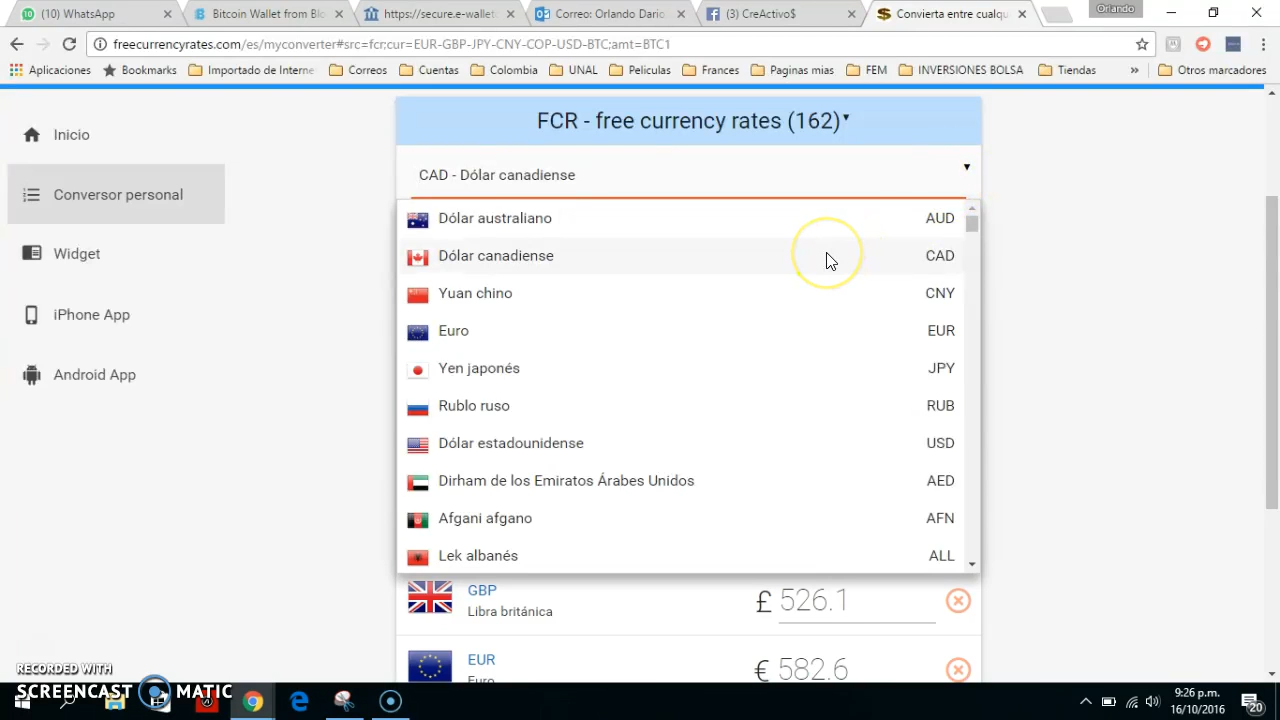 Orlando
(10) WhatsApp
Bitcoin Wallet from Blo
https://secure.e-wallet
Correo: Orlando Dario
(3) CreActivo$
Convierta entre cualqu
freecurrencyrates.com/es/myconverter#src=fcr;cur=EUR-GBP-JPY-CNY-COP-USD-BTC;amt=BTC1
Aplicaciones
Bookmarks
Importado de Interne
Correos
Cuentas
Colombia
UNAL
Peliculas
Frances
Paginas mias
FEM
INVERSIONES BOLSA
Tiendas
»
Otros marcadores
FCR - free currency rates (162)
Inicio
Conversor personal
Widget
iPhone App
Android App
CAD - Dólar canadiense
Dólar australiano AUD
Dólar canadiense CAD
Yuan chino CNY
Euro EUR
Yen japonés JPY
Rublo ruso RUB
Dólar estadounidense USD
Dirham de los Emiratos Árabes Unidos AED
Afgani afgano AFN
Lek albanés ALL
GBP
Libra británica
£ 526.1
EUR
Euro
€ 582.6
RECORDED WITH
SCREENCAST MATIC
9:26 p.m.
16/10/2016
20